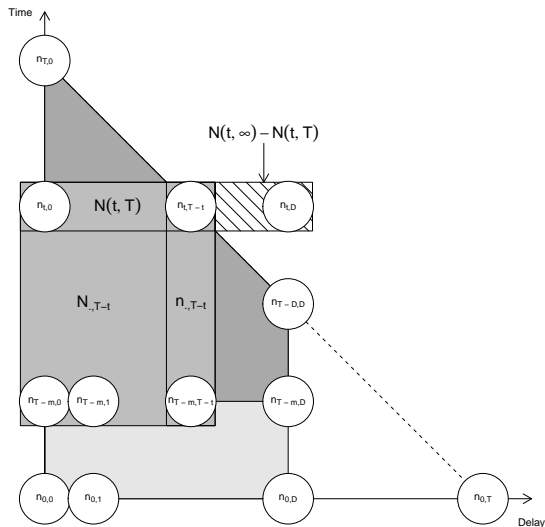 Time
n_{T,0}
N(t, ∞) − N(t, T)
n_{t,0} N(t, T) n_{t,T−t} n_{t,D}
N_{.,T−t} n_{.,T−t} n_{T−D,D}
n_{T−m,0} n_{T−m,1} n_{T−m,T−t} n_{T−m,D}
n_{0,0} n_{0,1} n_{0,D} n_{0,T}
Delay